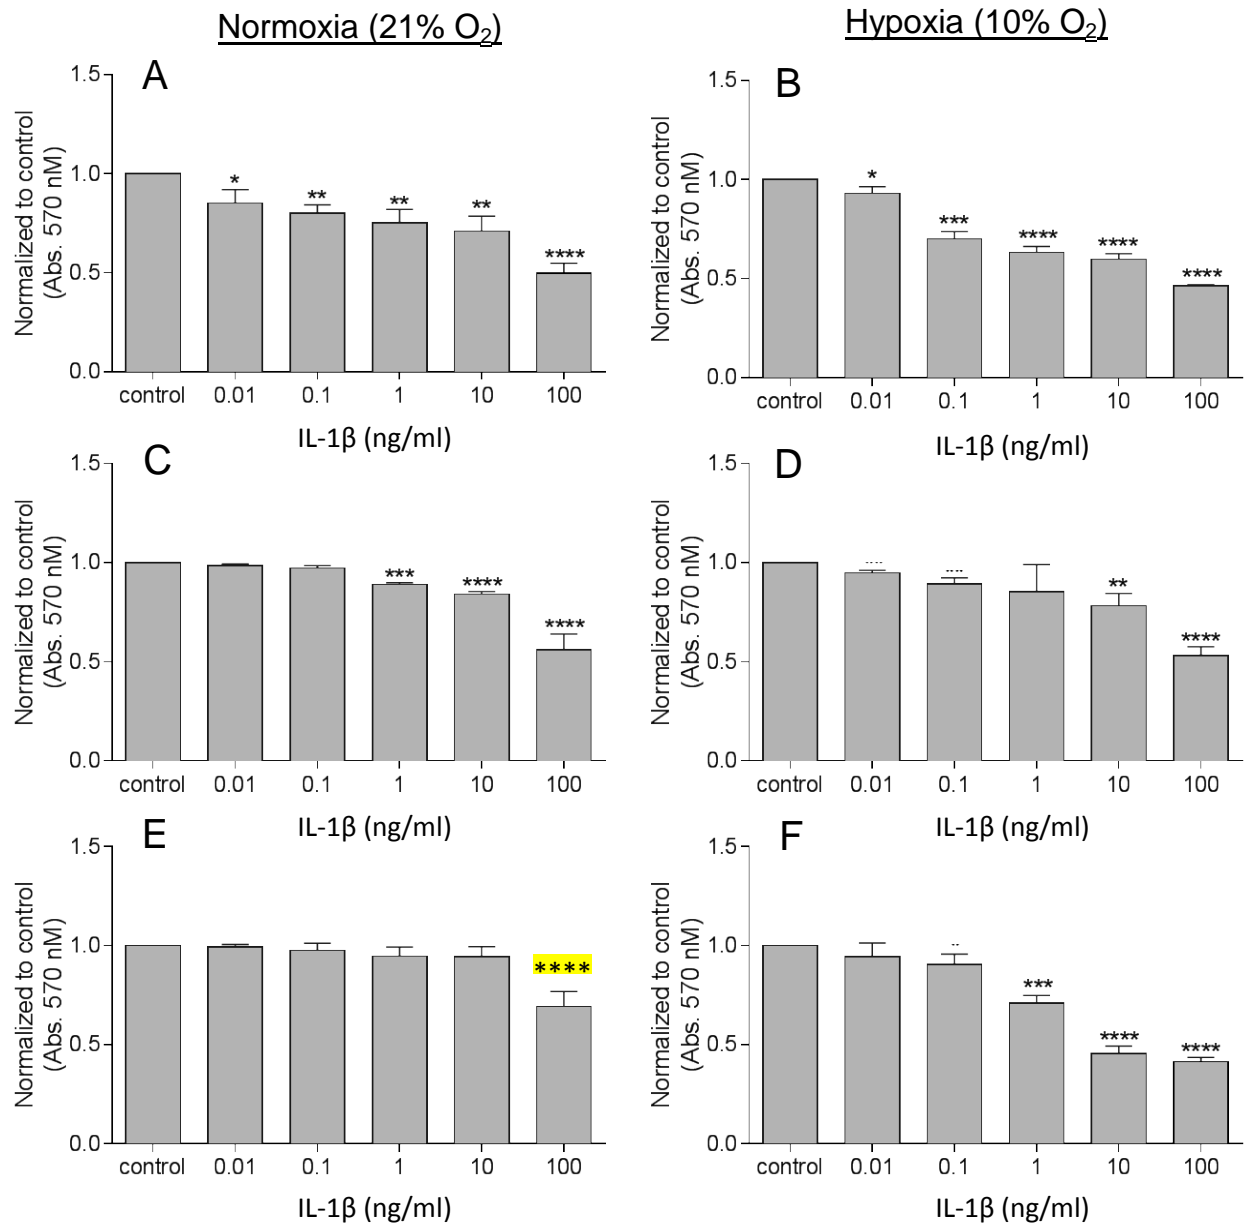 Normoxia (21% O2)
Hypoxia (10% O2)
A
Normalized to control
(Abs. 570 nM)
1.5
1.0
0.5
0.0
*
**
**
**
****
control 0.01 0.1 1 10 100
IL-1β (ng/ml)
B
Normalized to control
(Abs. 570 nM)
1.5
1.0
0.5
0.0
*
***
****
****
****
control 0.01 0.1 1 10 100
IL-1β (ng/ml)
C
Normalized to control
(Abs. 570 nM)
1.5
1.0
0.5
0.0
***
****
****
control 0.01 0.1 1 10 100
IL-1β (ng/ml)
D
Normalized to control
(Abs. 570 nM)
1.5
1.0
0.5
0.0
**
****
control 0.01 0.1 1 10 100
IL-1β (ng/ml)
E
Normalized to control
(Abs. 570 nM)
1.5
1.0
0.5
0.0
****
control 0.01 0.1 1 10 100
IL-1β (ng/ml)
F
Normalized to control
(Abs. 570 nM)
1.5
1.0
0.5
0.0
***
****
****
control 0.01 0.1 1 10 100
IL-1β (ng/ml)